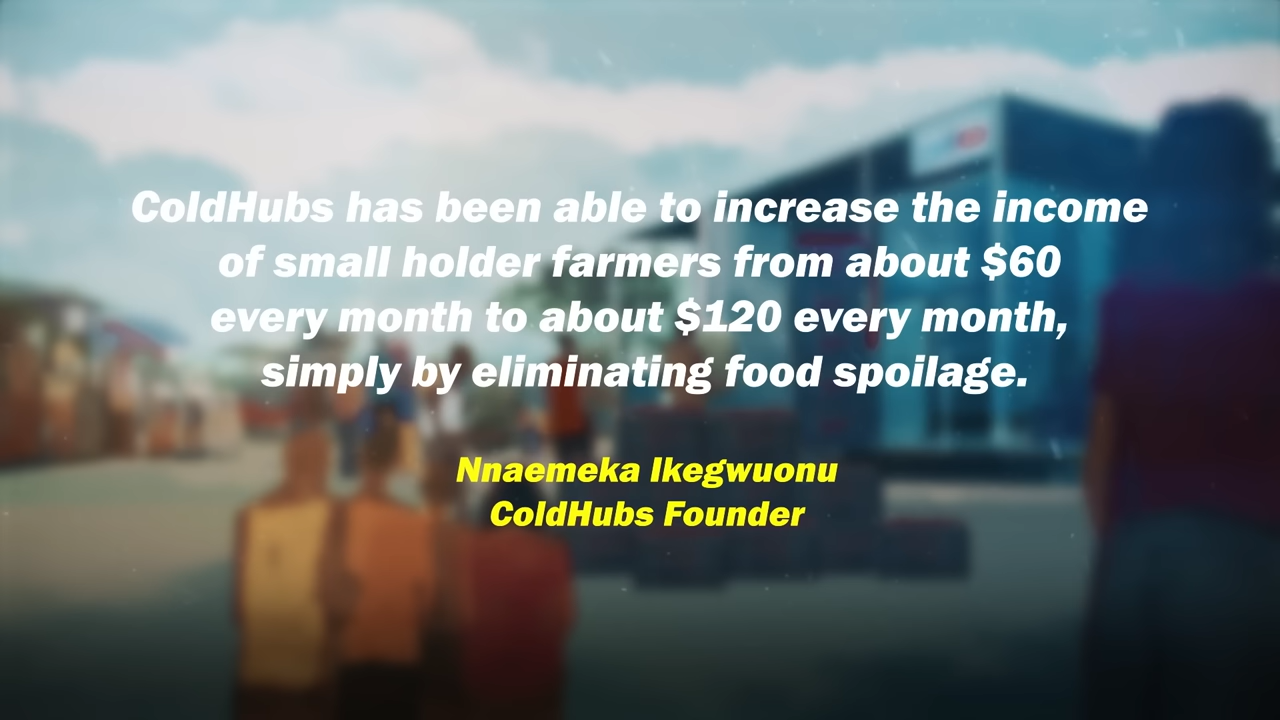 ColdHubs has been able to increase the income
of small holder farmers from about $60
every month to about $120 every month,
simply by eliminating food spoilage.
Nnaemeka Ikegwuonu
ColdHubs Founder